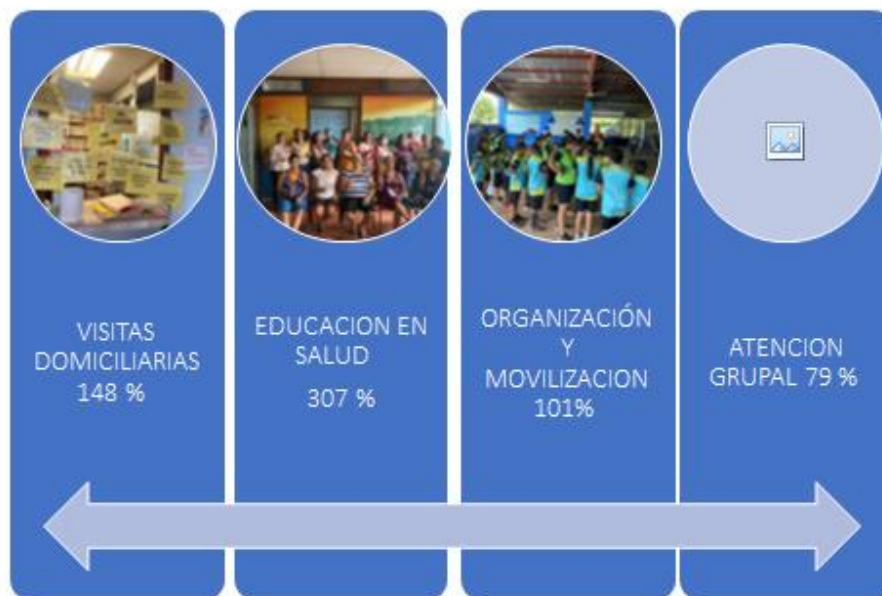 VISITAS
DOMICILIARIAS
148 %
EDUCACION EN
SALUD
307 %
ORGANIZACIÓN
Y
MOVILIZACION
101%
ATENCION
GRUPAL 79 %